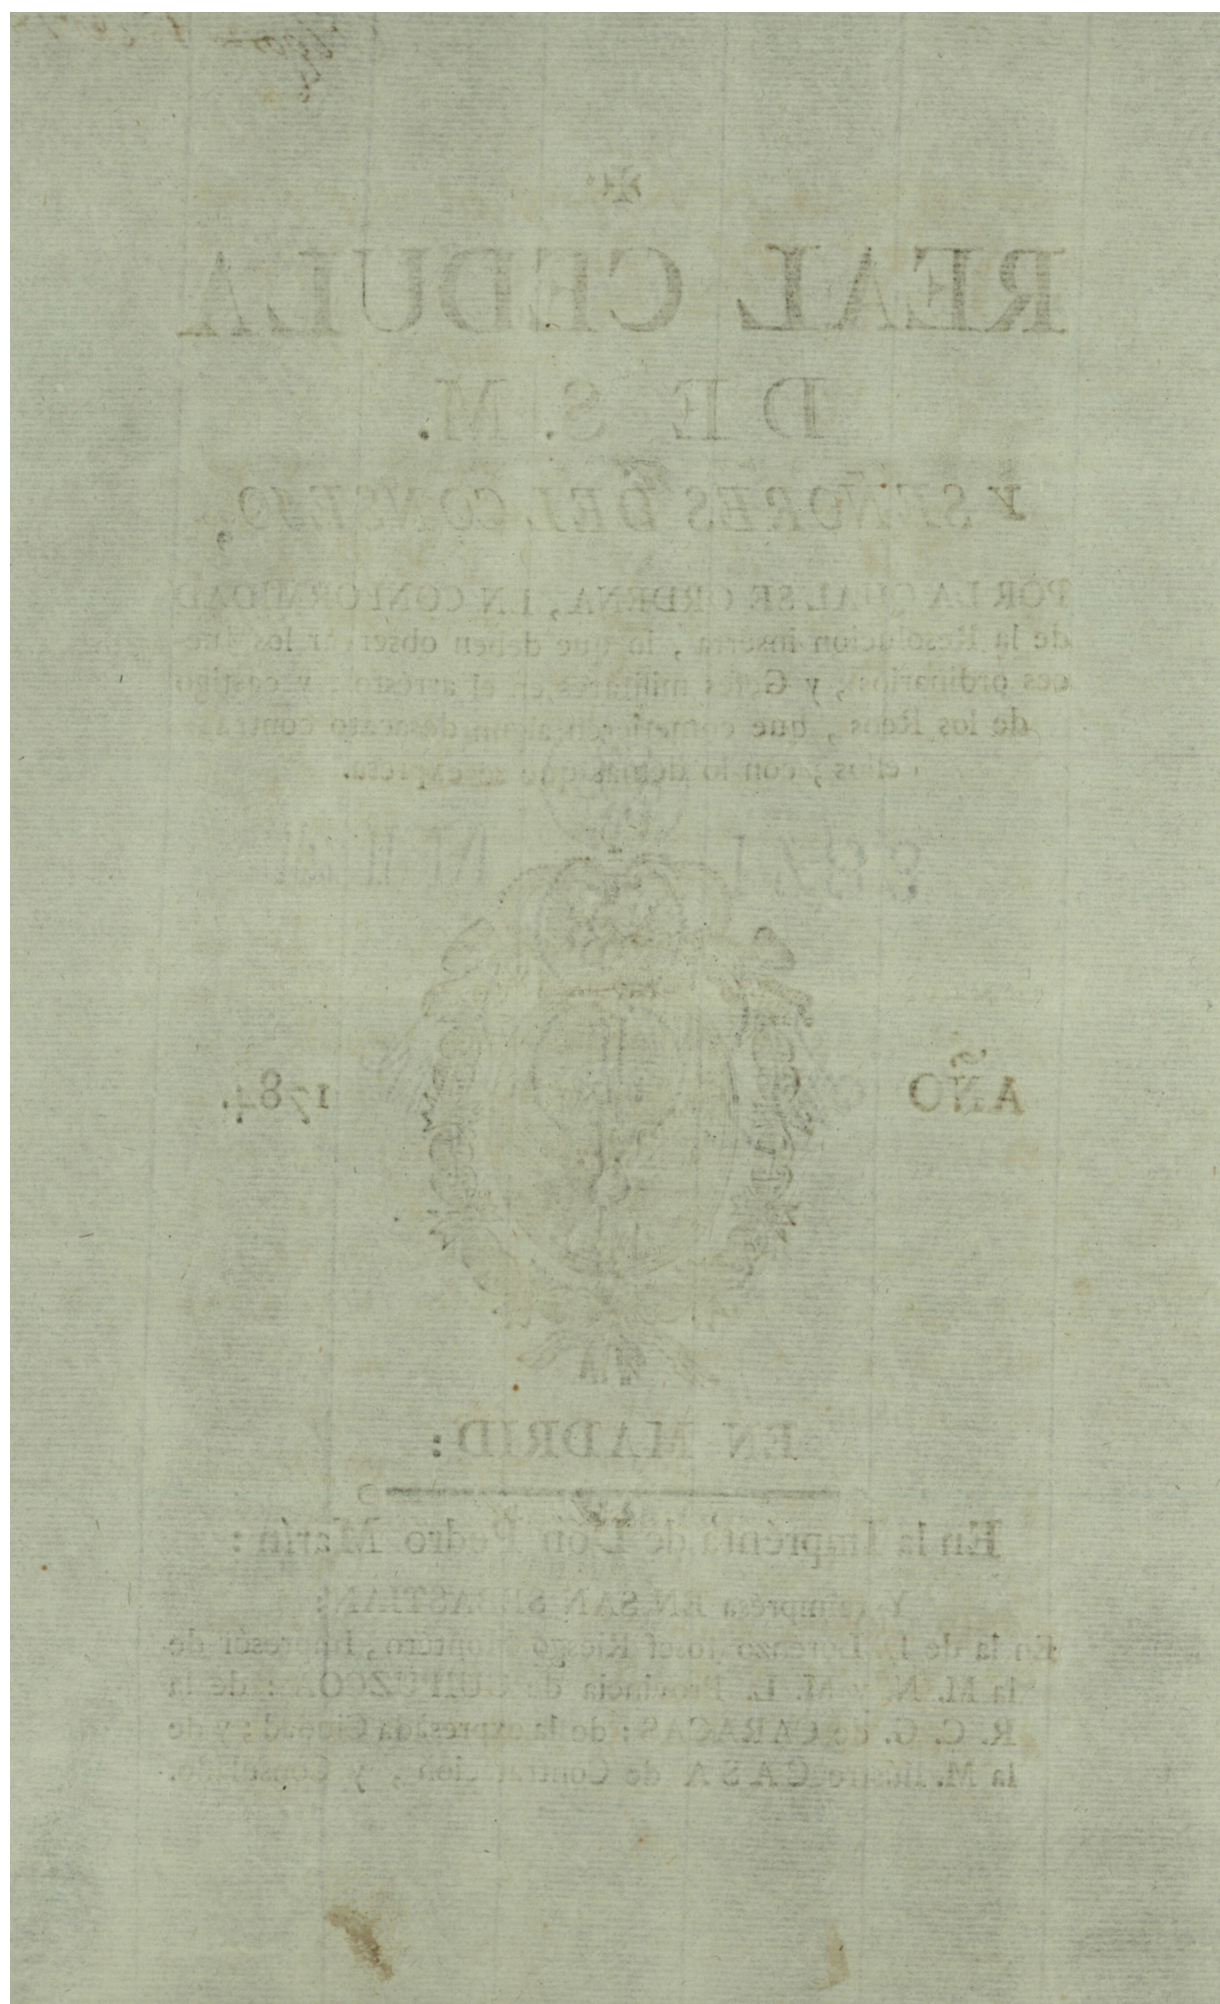 REAL CEDULA
DE S. M.
Y SEÑORES DEL CONSEJO,
POR LA QUAL SE ORDENA, EN CONFORMIDAD
de la Resolucion inserta, lo que deben observar los Jue-
ces ordinarios, y Gefes militares en el arresto, y castigo
de los Reos, que cometieren algun desacato contra
ellos, con lo demás que se expresa.
AÑO 1784.
EN MADRID:
En la Imprenta de Don Pedro Marín:
Y reimpresa EN SAN SEBASTIAN:
En la de D. Lorenzo Josef Riesgo Montero, Impresór de
la M. N. y M. L. Provincia de GUIPUZCOA: de la
R. C. G. de CARACAS: de la expresada Ciudad; y de
la M. Ilustre CASA de Contratacion, y Consulado.